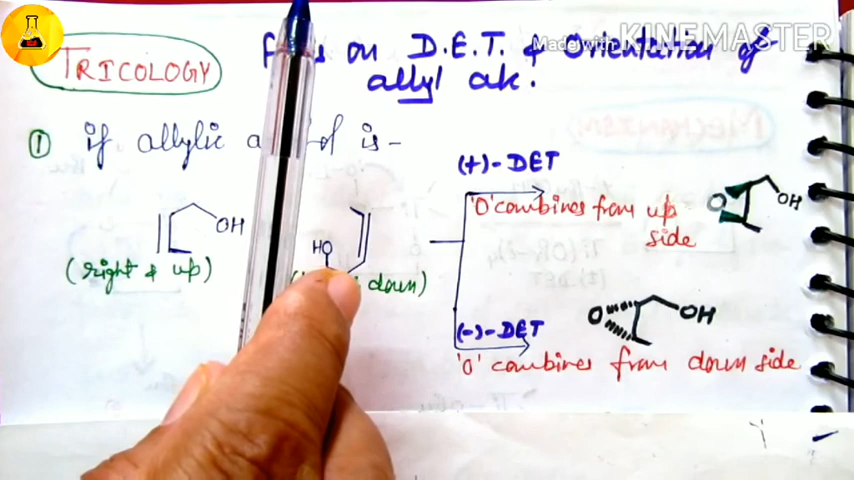 Made with KINEMASTER
TRICOLOGY
on D.E.T. & Orientation of
allyl alc.
① if allylic is -
(+)-DET
'O' combines from up
side
O
OH
OH
HO
(right & up)
down)
(-)-DET
O
OH
'O' combines from down side